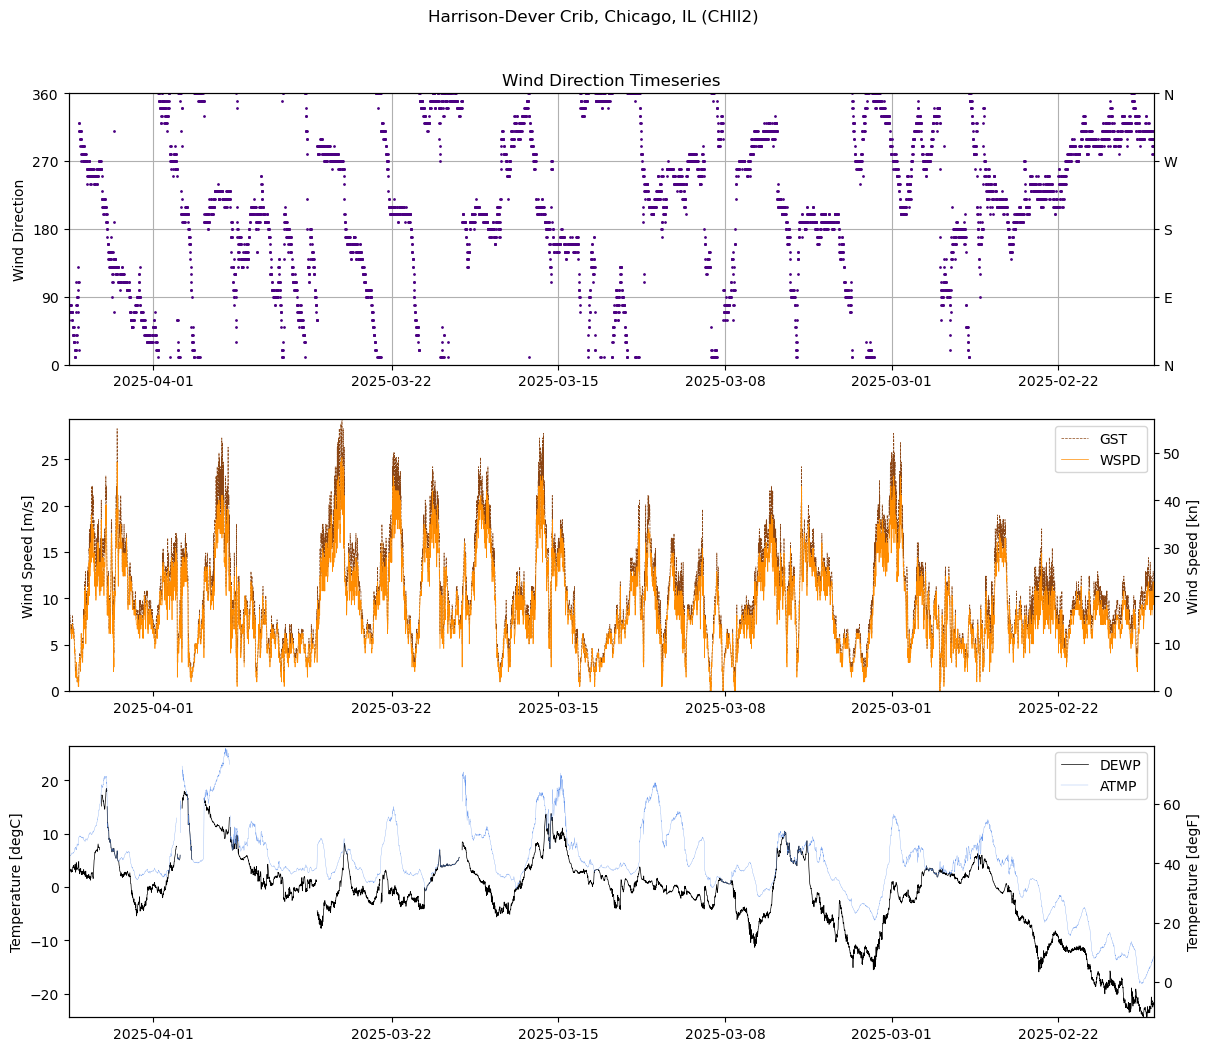 Harrison-Dever Crib, Chicago, IL (CHII2)
Wind Direction Timeseries
Wind Direction
360
270
180
90
0
N
W
S
E
N
2025-04-01 2025-03-22 2025-03-15 2025-03-08 2025-03-01 2025-02-22
Wind Speed [m/s]
25
20
15
10
5
0
GST
WSPD
50
40
30
20
10
0
Wind Speed [kn]
2025-04-01 2025-03-22 2025-03-15 2025-03-08 2025-03-01 2025-02-22
Temperature [degC]
20
10
0
−10
−20
DEWP
ATMP
60
40
20
0
Temperature [degF]
2025-04-01 2025-03-22 2025-03-15 2025-03-08 2025-03-01 2025-02-22